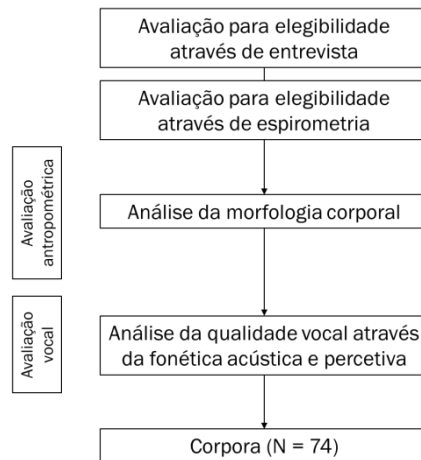 Avaliação para elegibilidade
através de entrevista
Avaliação para elegibilidade
através de espirometria
Avaliação
antropométrica
Análise da morfologia corporal
Avaliação
vocal
Análise da qualidade vocal através
da fonética acústica e percetiva
Corpora (N = 74)